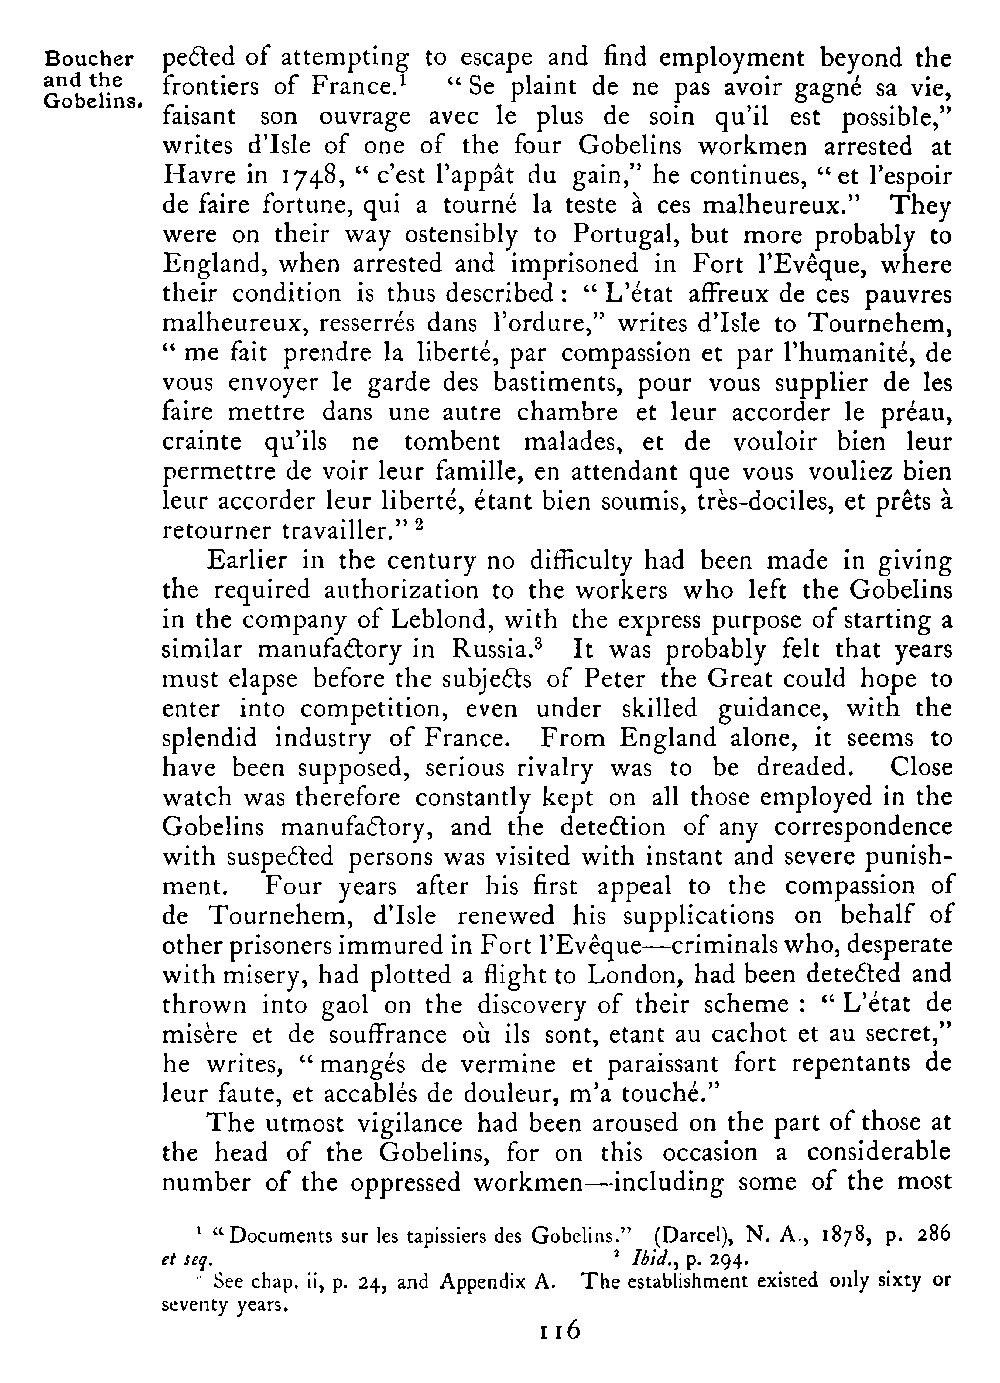 Boucher
and the
Gobelins.
pected of attempting to escape and find employment beyond the
frontiers of France.¹ “ Se plaint de ne pas avoir gagné sa vie,
faisant son ouvrage avec le plus de soin qu’il est possible,”
writes d’Isle of one of the four Gobelins workmen arrested at
Havre in 1748, “ c’est l’appât du gain,” he continues, “ et l’espoir
de faire fortune, qui a tourné la teste à ces malheureux.” They
were on their way ostensibly to Portugal, but more probably to
England, when arrested and imprisoned in Fort l’Evêque, where
their condition is thus described : “ L’état affreux de ces pauvres
malheureux, resserrés dans l’ordure,” writes d’Isle to Tournehem,
“ me fait prendre la liberté, par compassion et par l’humanité, de
vous envoyer le garde des bastiments, pour vous supplier de les
faire mettre dans une autre chambre et leur accorder le préau,
crainte qu’ils ne tombent malades, et de vouloir bien leur
permettre de voir leur famille, en attendant que vous vouliez bien
leur accorder leur liberté, étant bien soumis, très-dociles, et prêts à
retourner travailler.” ²
Earlier in the century no difficulty had been made in giving
the required authorization to the workers who left the Gobelins
in the company of Leblond, with the express purpose of starting a
similar manufactory in Russia.³ It was probably felt that years
must elapse before the subjects of Peter the Great could hope to
enter into competition, even under skilled guidance, with the
splendid industry of France. From England alone, it seems to
have been supposed, serious rivalry was to be dreaded. Close
watch was therefore constantly kept on all those employed in the
Gobelins manufactory, and the detection of any correspondence
with suspected persons was visited with instant and severe punish-
ment. Four years after his first appeal to the compassion of
de Tournehem, d’Isle renewed his supplications on behalf of
other prisoners immured in Fort l’Evêque—criminals who, desperate
with misery, had plotted a flight to London, had been detected and
thrown into gaol on the discovery of their scheme : “ L’état de
misère et de souffrance où ils sont, etant au cachot et au secret,”
he writes, “ mangés de vermine et paraissant fort repentants de
leur faute, et accablés de douleur, m’a touché.”
The utmost vigilance had been aroused on the part of those at
the head of the Gobelins, for on this occasion a considerable
number of the oppressed workmen—including some of the most
¹ “ Documents sur les tapissiers des Gobelins.” (Darcel), N. A., 1878, p. 286
et seq. ² Ibid., p. 294.
³ See chap. ii, p. 24, and Appendix A. The establishment existed only sixty or
seventy years.
116